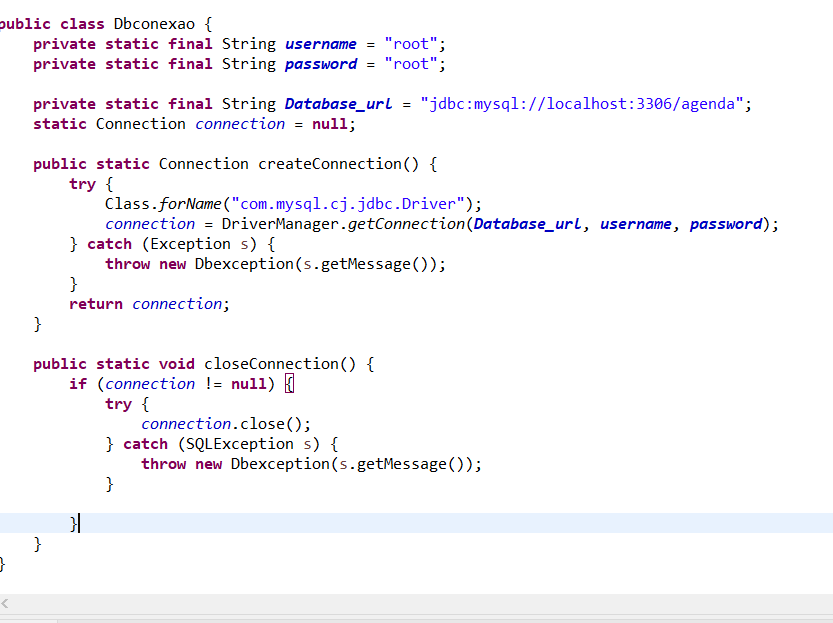 public class Dbconexao {
private static final String username = "root";
private static final String password = "root";
private static final String Database_url = "jdbc:mysql://localhost:3306/agenda";
static Connection connection = null;
public static Connection createConnection() {
try {
Class.forName("com.mysql.cj.jdbc.Driver");
connection = DriverManager.getConnection(Database_url, username, password);
} catch (Exception s) {
throw new Dbexception(s.getMessage());
}
return connection;
}
public static void closeConnection() {
if (connection != null) {
try {
connection.close();
} catch (SQLException s) {
throw new Dbexception(s.getMessage());
}
}
}
}